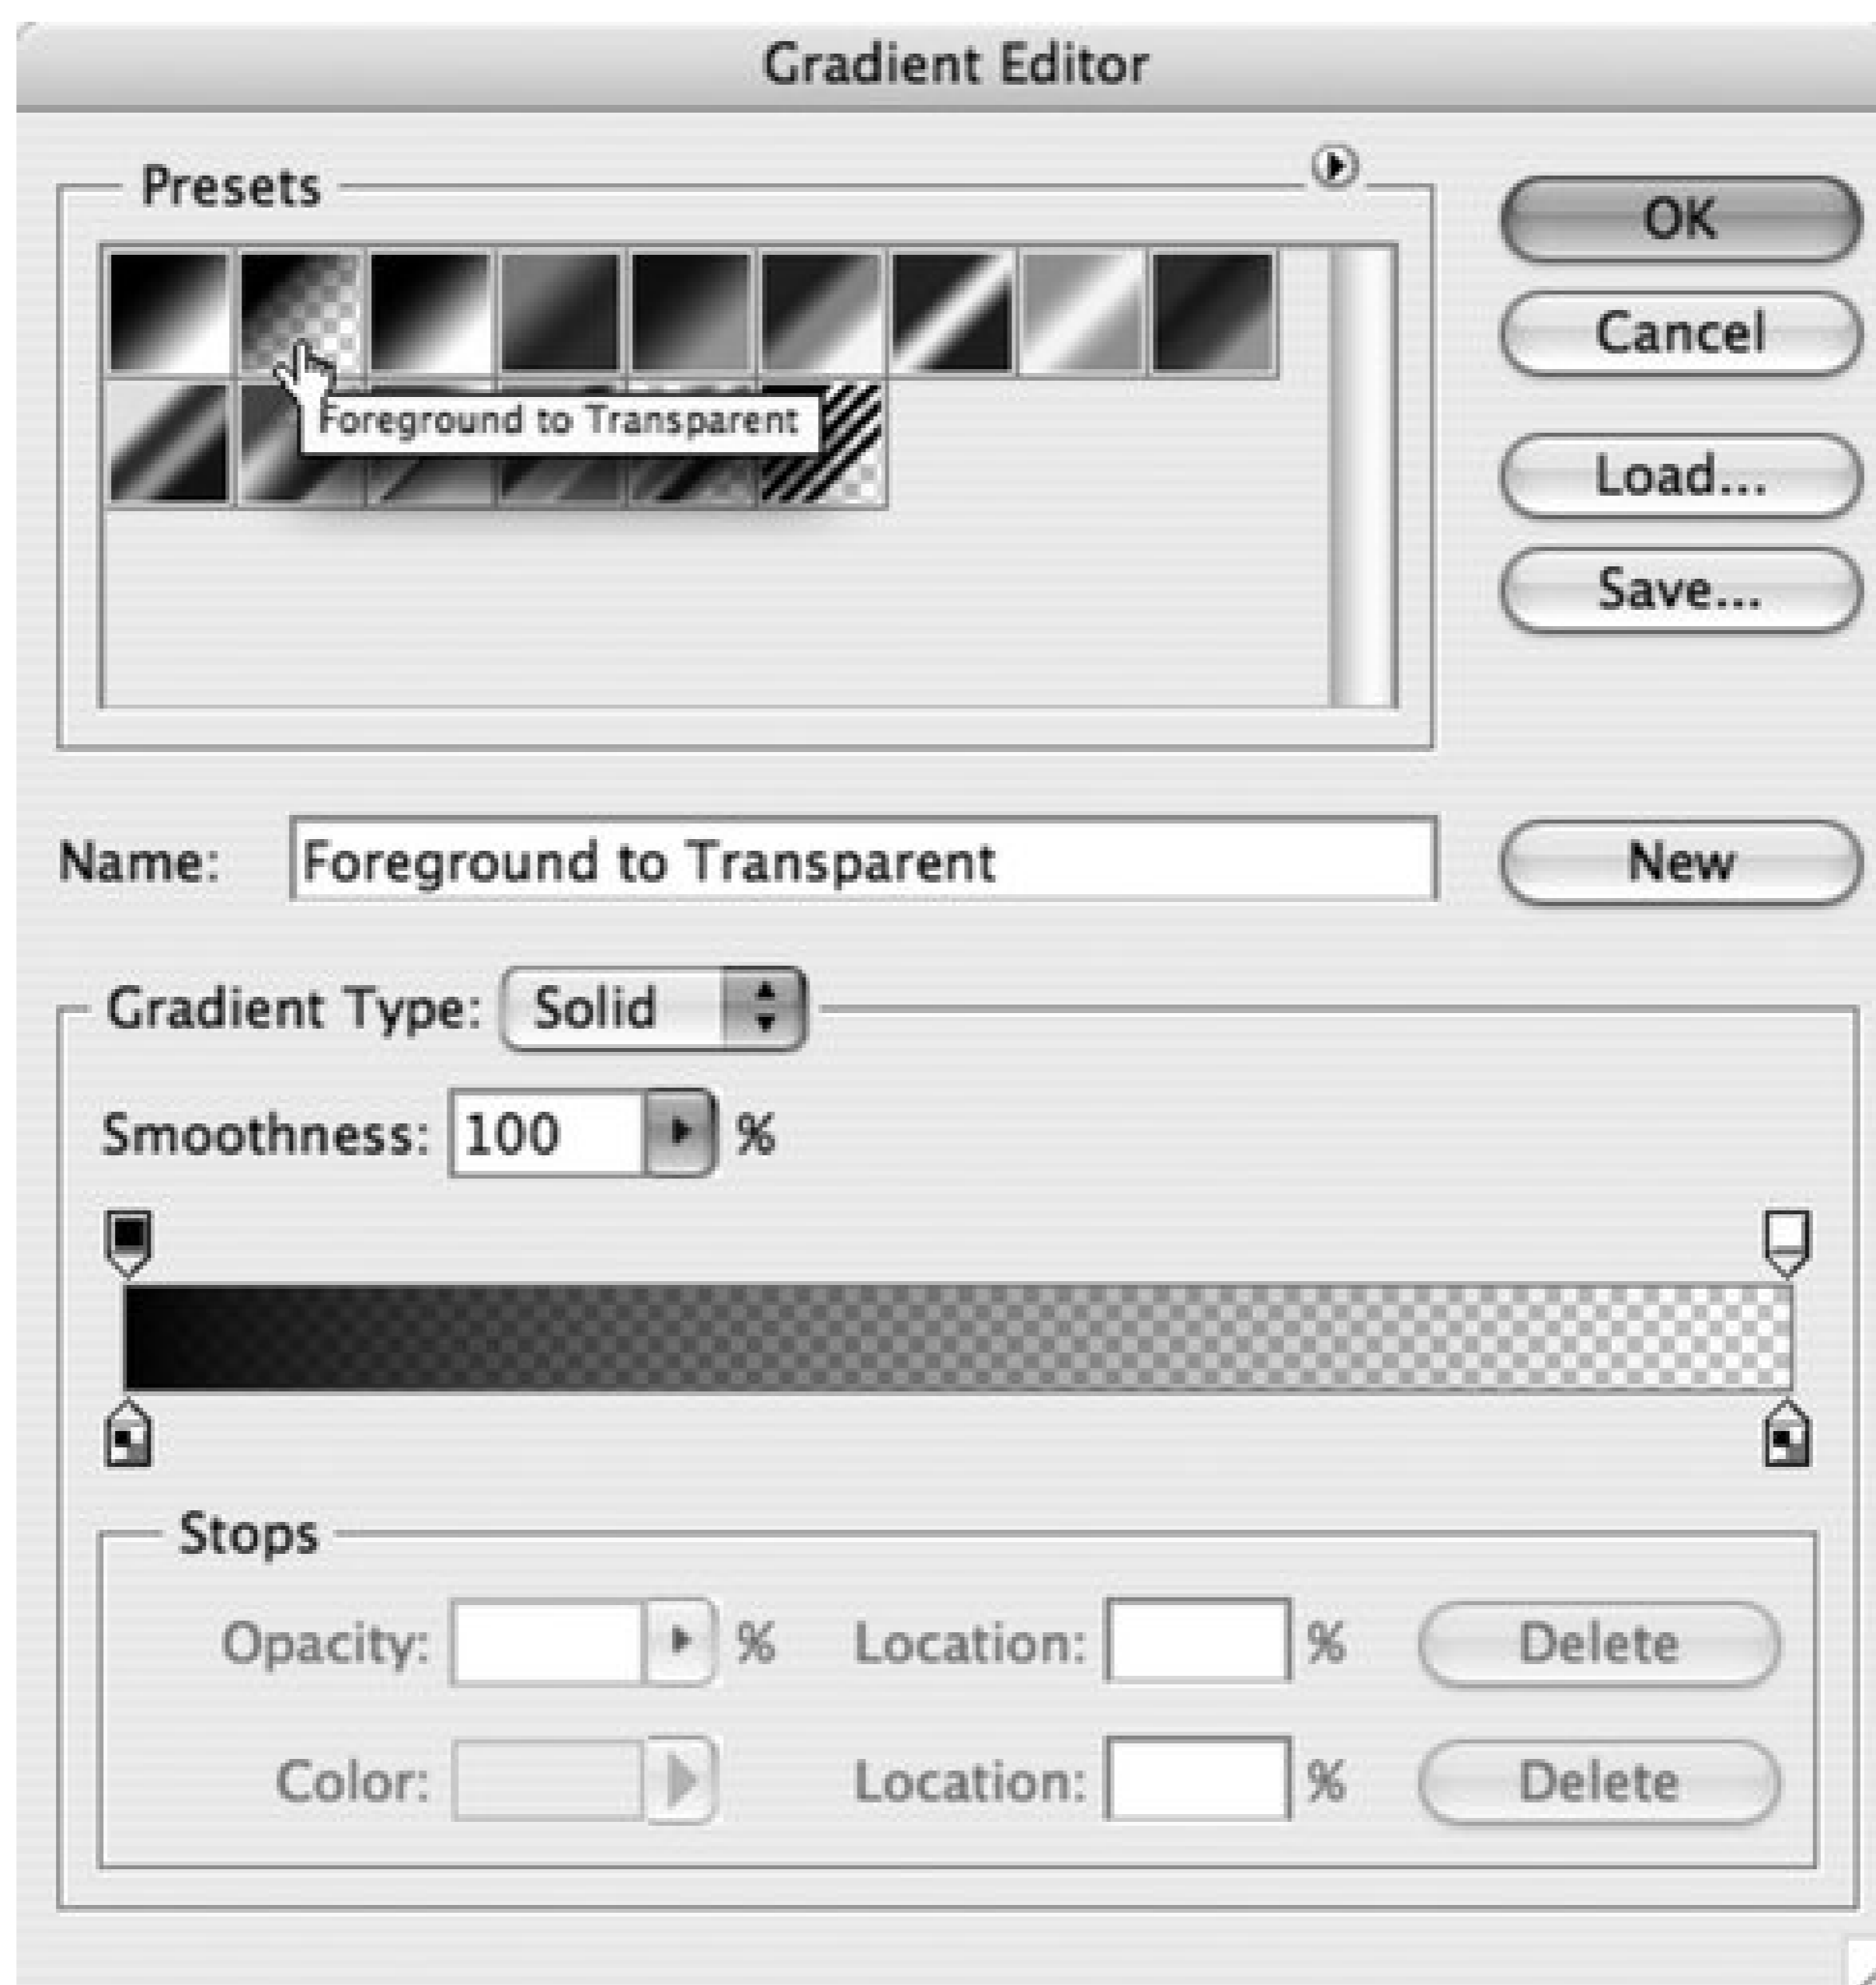 Gradient Editor
Presets
OK
Cancel
Foreground to Transparent
Load...
Save...
Name: Foreground to Transparent New
Gradient Type: Solid
Smoothness: 100 %
Stops
Opacity: % Location: % Delete
Color: Location: % Delete